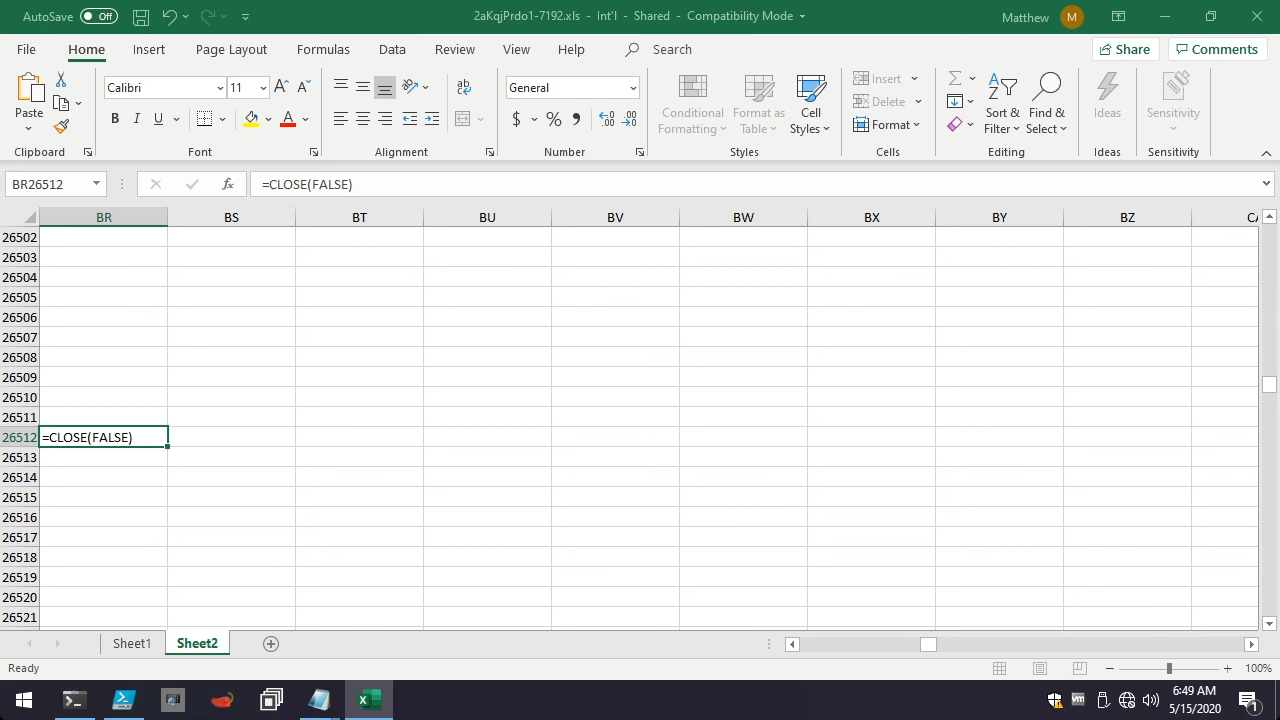 AutoSave Off 2aKqjPrdo1-7192.xls - Int'l - Shared - Compatibility Mode Matthew M
File Home Insert Page Layout Formulas Data Review View Help Search Share Comments
Paste
Calibri 11
B I U
General
$ % 9
Conditional Formatting
Format as Table
Cell Styles
Insert
Delete
Format
Sort & Filter
Find & Select
Ideas
Sensitivity
Clipboard Font Alignment Number Styles Cells Editing Ideas Sensitivity
BR26512 fx =CLOSE(FALSE)
BR BS BT BU BV BW BX BY BZ
26502
26503
26504
26505
26506
26507
26508
26509
26510
26511
26512 =CLOSE(FALSE)
26513
26514
26515
26516
26517
26518
26519
26520
26521
Sheet1 Sheet2
Ready 100%
6:49 AM
5/15/2020
1